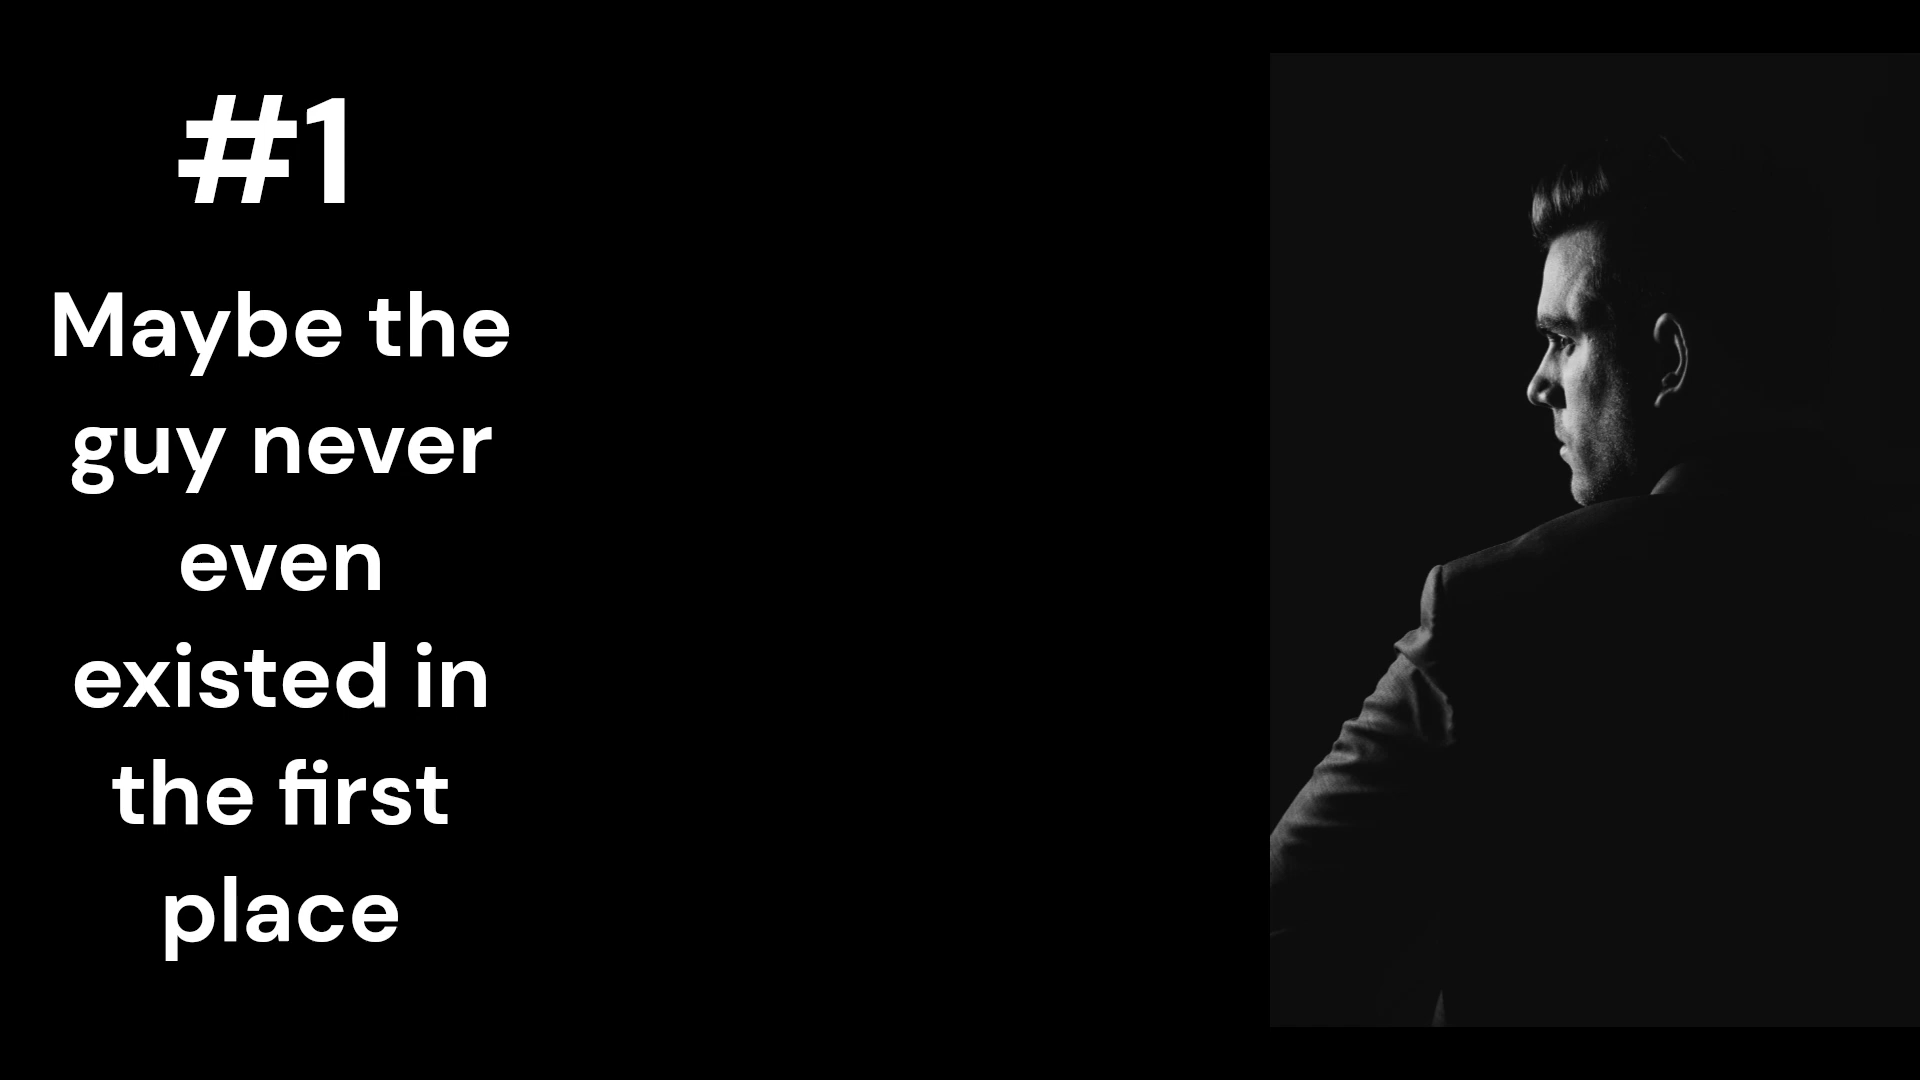 #1
Maybe the
guy never
even
existed in
the first
place